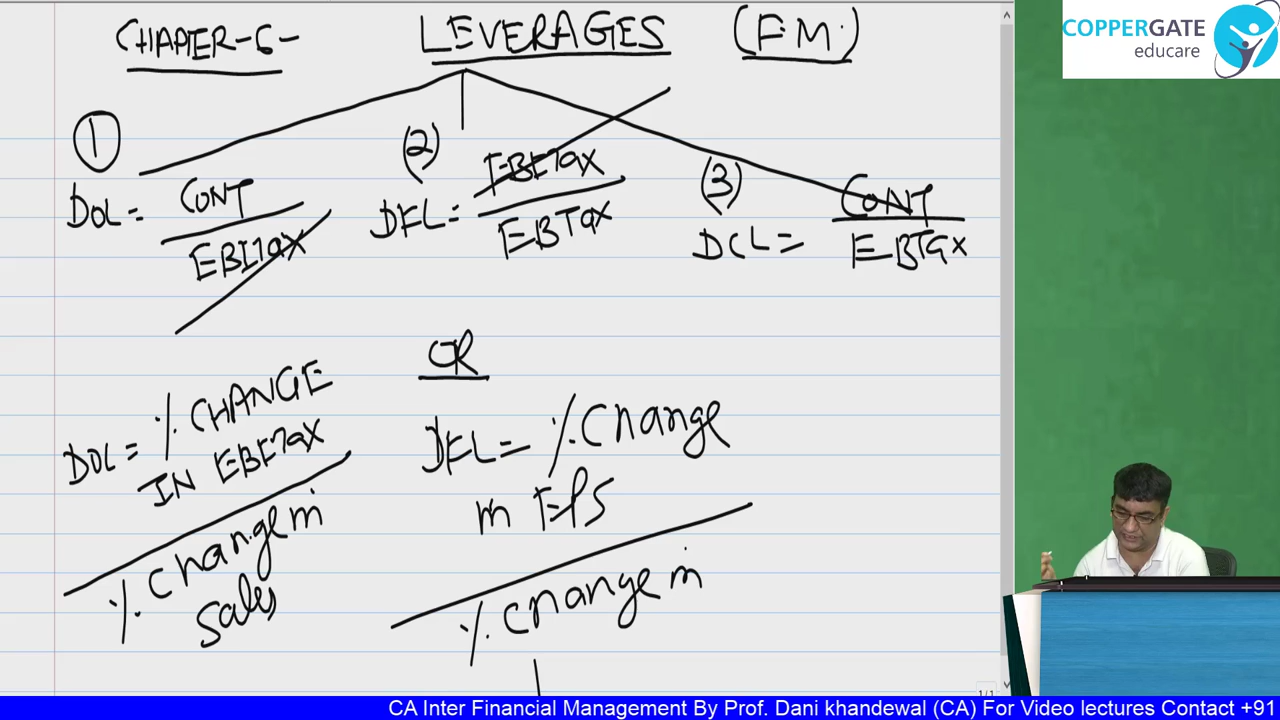 CHAPTER-6-
LEVERAGES (F.M.)
COPPERGATE
educare
①
DOL = CONT
EBITax
(2)
DFL = EBITax
EBTax
(3)
DCL = CONT
EBTax
OR
DOL = % CHANGE
IN EBITax
% Change in
Sales
DFL = % Change
in EPS
% Change in
1/1
CA Inter Financial Management By Prof. Dani khandewal (CA) For Video lectures Contact +91